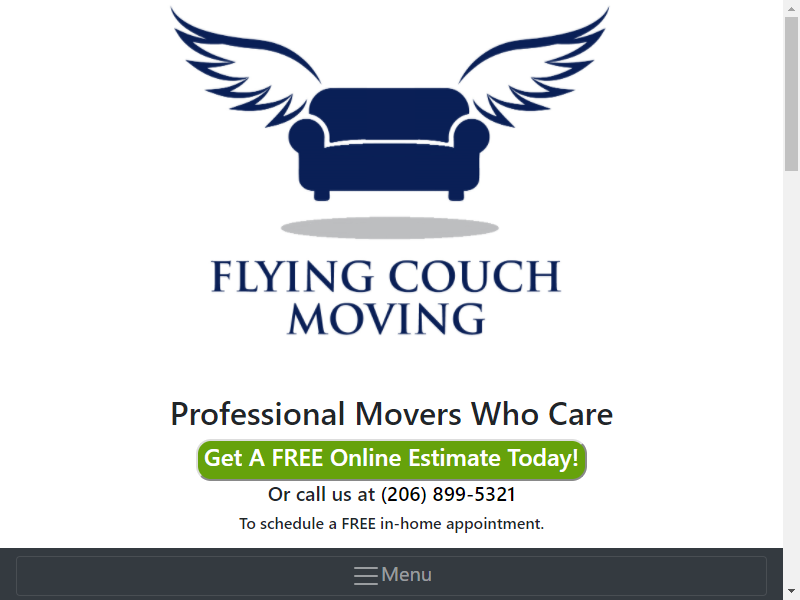 FLYING COUCH
MOVING
Professional Movers Who Care
Get A FREE Online Estimate Today!
Or call us at (206) 899-5321
To schedule a FREE in-home appointment.
Menu